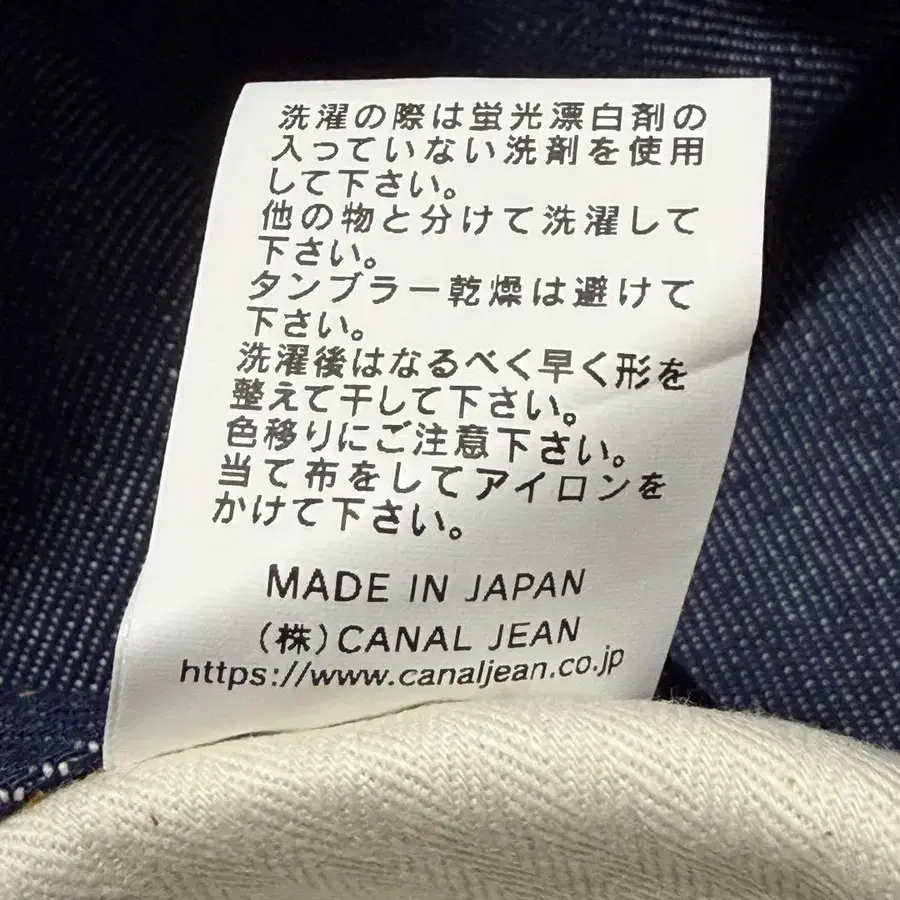 洗濯の際は蛍光漂白剤の
入っていない洗剤を使用
して下さい。
他の物と分けて洗濯して
下さい。
タンブラー乾燥は避けて
下さい。
洗濯後はなるべく早く形を
整えて干して下さい。
色移りにご注意下さい。
当て布をしてアイロンを
かけて下さい。
MADE IN JAPAN
(株)CANAL JEAN
https://www.canaljean.co.jp